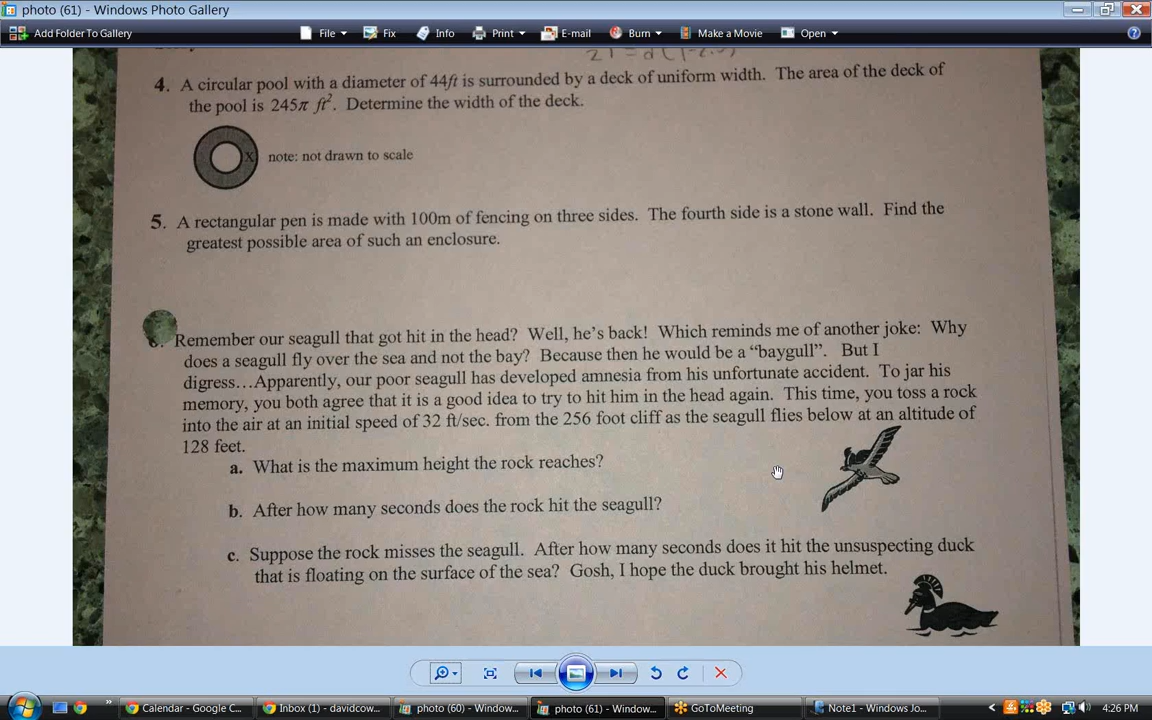 photo (61) - Windows Photo Gallery
Add Folder To Gallery
File
Fix
Info
Print
E-mail
Burn
Make a Movie
Open
4. A circular pool with a diameter of 44ft is surrounded by a deck of uniform width. The area of the deck of
the pool is 245π ft². Determine the width of the deck.
x
note: not drawn to scale
5. A rectangular pen is made with 100m of fencing on three sides. The fourth side is a stone wall. Find the
greatest possible area of such an enclosure.
Remember our seagull that got hit in the head? Well, he's back! Which reminds me of another joke: Why
does a seagull fly over the sea and not the bay? Because then he would be a “baygull”. But I
digress…Apparently, our poor seagull has developed amnesia from his unfortunate accident. To jar his
memory, you both agree that it is a good idea to try to hit him in the head again. This time, you toss a rock
into the air at an initial speed of 32 ft/sec. from the 256 foot cliff as the seagull flies below at an altitude of
128 feet.
a. What is the maximum height the rock reaches?
b. After how many seconds does the rock hit the seagull?
c. Suppose the rock misses the seagull. After how many seconds does it hit the unsuspecting duck
that is floating on the surface of the sea? Gosh, I hope the duck brought his helmet.
Calendar - Google C...
Inbox (1) - davidcow...
photo (60) - Window...
photo (61) - Window...
GoToMeeting
Note1 - Windows Jo...
4:26 PM